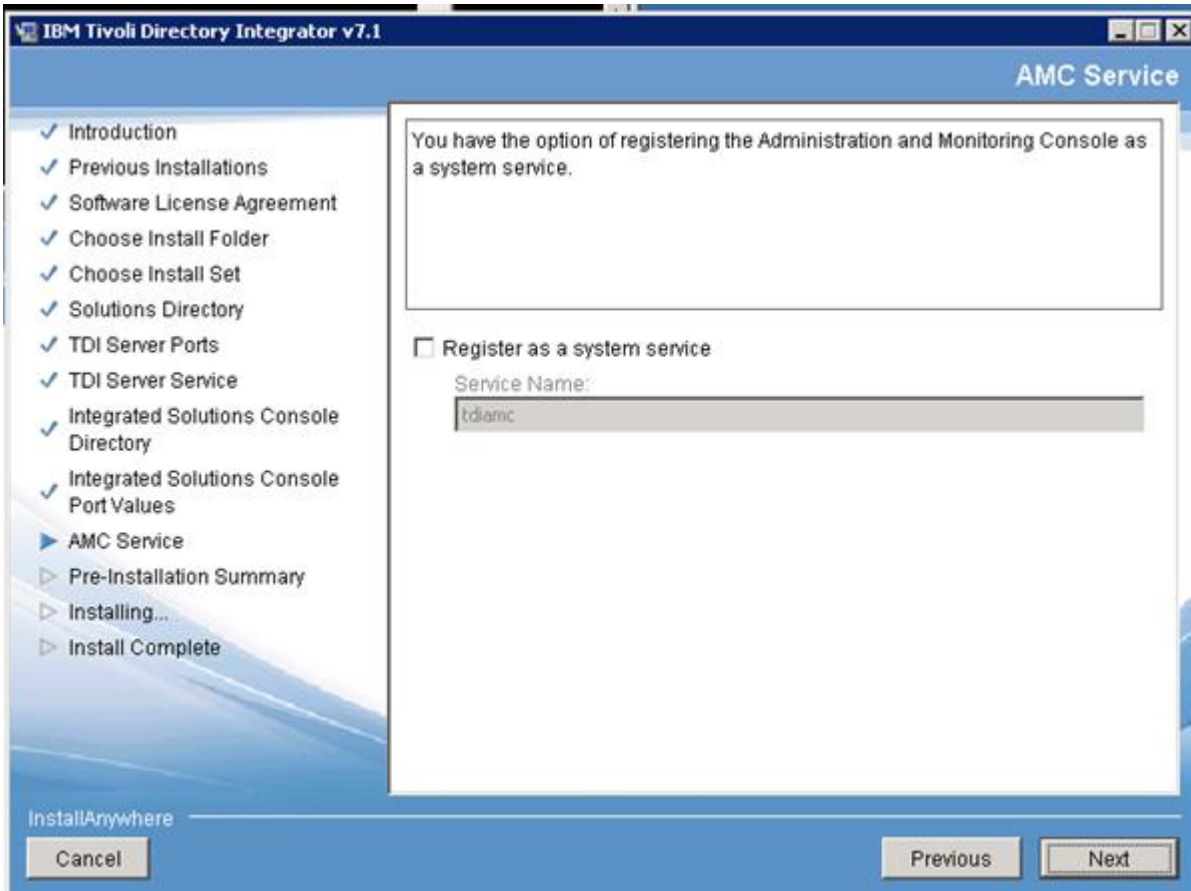 IBM Tivoli Directory Integrator v7.1
AMC Service
Introduction
Previous Installations
Software License Agreement
Choose Install Folder
Choose Install Set
Solutions Directory
TDI Server Ports
TDI Server Service
Integrated Solutions Console
Directory
Integrated Solutions Console
Port Values
AMC Service
Pre-Installation Summary
Installing...
Install Complete
You have the option of registering the Administration and Monitoring Console as
a system service.
Register as a system service
Service Name:
tdiamc
InstallAnywhere
Cancel
Previous
Next